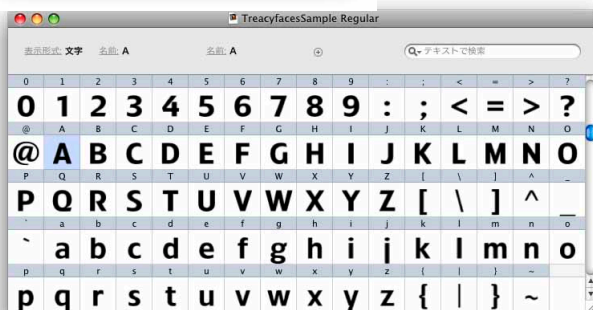 TreacyfacesSample Regular
表示形式: 文字 名前: A 名前: A テキストで検索
0 1 2 3 4 5 6 7 8 9 : ; < = > ?
0 1 2 3 4 5 6 7 8 9 : ; < = > ?
@ A B C D E F G H I J K L M N O
@ A B C D E F G H I J K L M N O
P Q R S T U V W X Y Z [ \ ] ^ _
P Q R S T U V W X Y Z [ \ ] ^ _
` a b c d e f g h i j k l m n o
` a b c d e f g h i j k l m n o
p q r s t u v w x y z { | } ~
p q r s t u v w x y z { | } ~